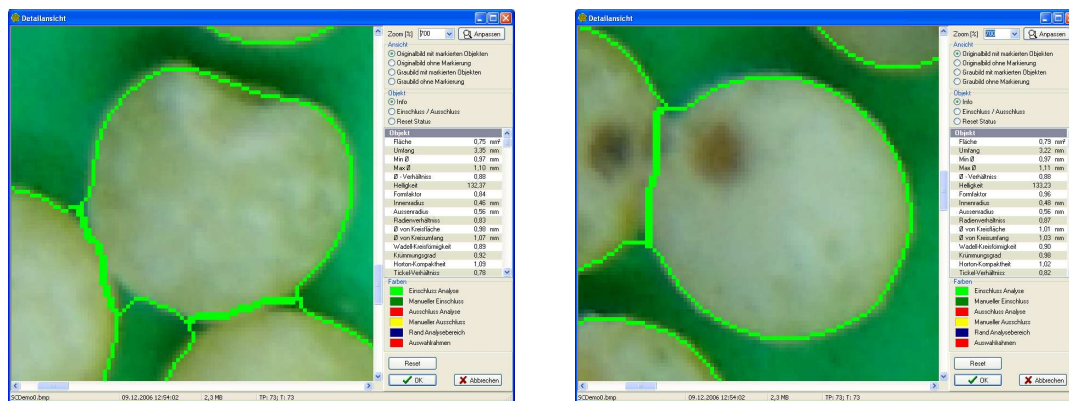 Detailansicht
Zoom [%] 700 Anpassen
Ansicht
Originalbild mit markierten Objekten
Originalbild ohne Markierung
Graubild mit markierten Objekten
Graubild ohne Markierung
Objekt
Info
Einschluss / Ausschluss
Reset Status
Objekt
Fläche 0,75 mm²
Umfang 3,35 mm
Min Ø 0,97 mm
Max Ø 1,10 mm
Ø - Verhältniss 0,88
Helligkeit 132,37
Formfaktor 0,84
Innenradius 0,46 mm
Aussenradius 0,56 mm
Radienverhältniss 0,83
Ø von Kreisfläche 0,98 mm
Ø von Kreisumfang 1,07 mm
Wadell-Kreisförmigkeit 0,89
Krümmungsgrad 0,92
Horton-Kompaktheit 1,09
Tickel-Verhältniss 0,78
Farben
Einschluss Analyse
Manueller Einschluss
Ausschluss Analyse
Manueller Ausschluss
Rand Analysebereich
Auswahlrahmen
Reset
OK Abbrechen
SCDemo0.bmp 09.12.2006 12:54:02 2,3 MB TP: 73; T: 73
Detailansicht
Zoom [%] 700 Anpassen
Ansicht
Originalbild mit markierten Objekten
Originalbild ohne Markierung
Graubild mit markierten Objekten
Graubild ohne Markierung
Objekt
Info
Einschluss / Ausschluss
Reset Status
Objekt
Fläche 0,79 mm²
Umfang 3,22 mm
Min Ø 0,97 mm
Max Ø 1,11 mm
Ø - Verhältniss 0,88
Helligkeit 133,23
Formfaktor 0,96
Innenradius 0,48 mm
Aussenradius 0,56 mm
Radienverhältniss 0,87
Ø von Kreisfläche 1,01 mm
Ø von Kreisumfang 1,03 mm
Wadell-Kreisförmigkeit 0,90
Krümmungsgrad 0,98
Horton-Kompaktheit 1,02
Tickel-Verhältniss 0,82
Farben
Einschluss Analyse
Manueller Einschluss
Ausschluss Analyse
Manueller Ausschluss
Rand Analysebereich
Auswahlrahmen
Reset
OK Abbrechen
SCDemo0.bmp 09.12.2006 12:54:02 2,3 MB TP: 73; T: 73